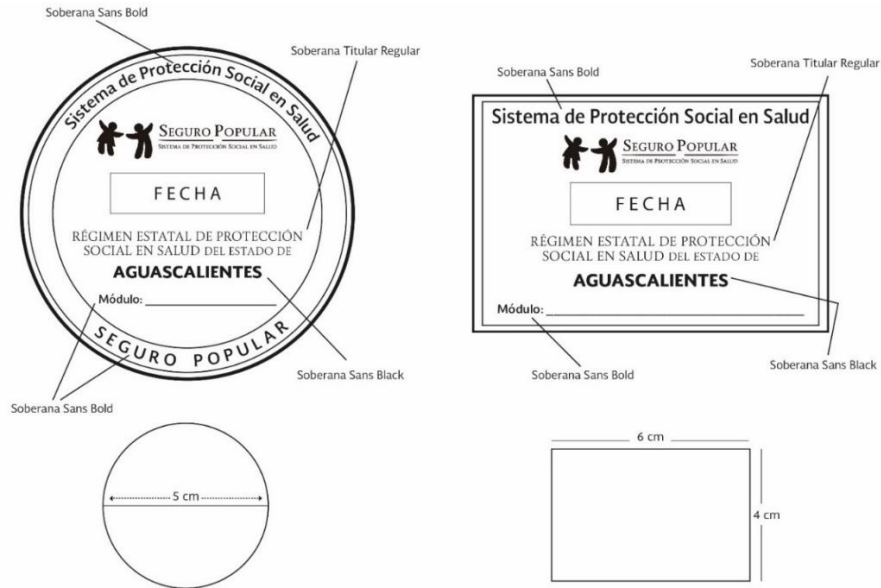 Soberana Sans Bold
Soberana Titular Regular
Sistema de Protección Social en Salud
SEGURO POPULAR
SISTEMA DE PROTECCIÓN SOCIAL EN SALUD
FECHA
RÉGIMEN ESTATAL DE PROTECCIÓN
SOCIAL EN SALUD DEL ESTADO DE
AGUASCALIENTES
Módulo:
SEGURO POPULAR
Soberana Sans Black
Soberana Sans Bold
5 cm
Soberana Titular Regular
Soberana Sans Bold
Sistema de Protección Social en Salud
SEGURO POPULAR
SISTEMA DE PROTECCIÓN SOCIAL EN SALUD
FECHA
RÉGIMEN ESTATAL DE PROTECCIÓN
SOCIAL EN SALUD DEL ESTADO DE
AGUASCALIENTES
Módulo:
Soberana Sans Black
Soberana Sans Bold
6 cm
4 cm